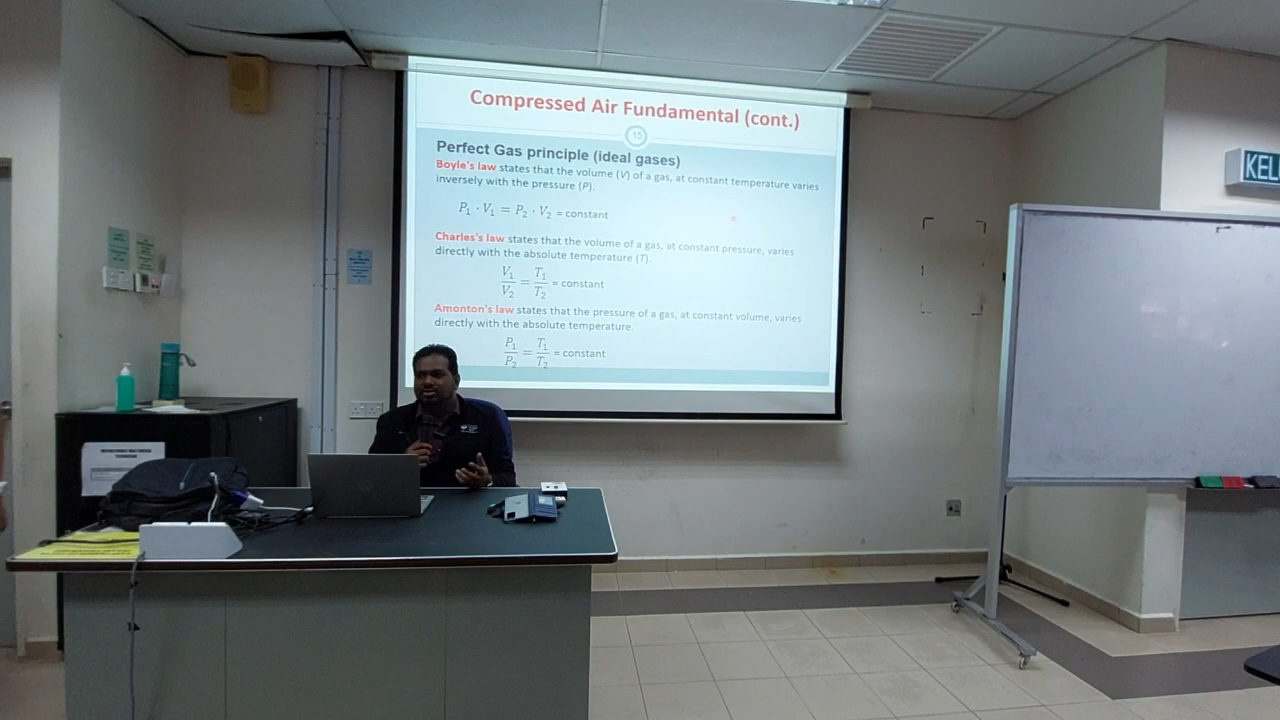 Compressed Air Fundamental (cont.)
15
Perfect Gas principle (ideal gases)
Boyle's law states that the volume (V) of a gas, at constant temperature varies
inversely with the pressure (P).
P₁ · V₁ = P₂ · V₂ = constant
Charles's law states that the volume of a gas, at constant pressure, varies
directly with the absolute temperature (T).
V₁/V₂ = T₁/T₂ = constant
Amonton's law states that the pressure of a gas, at constant volume, varies
directly with the absolute temperature.
P₁/P₂ = T₁/T₂ = constant
KEL